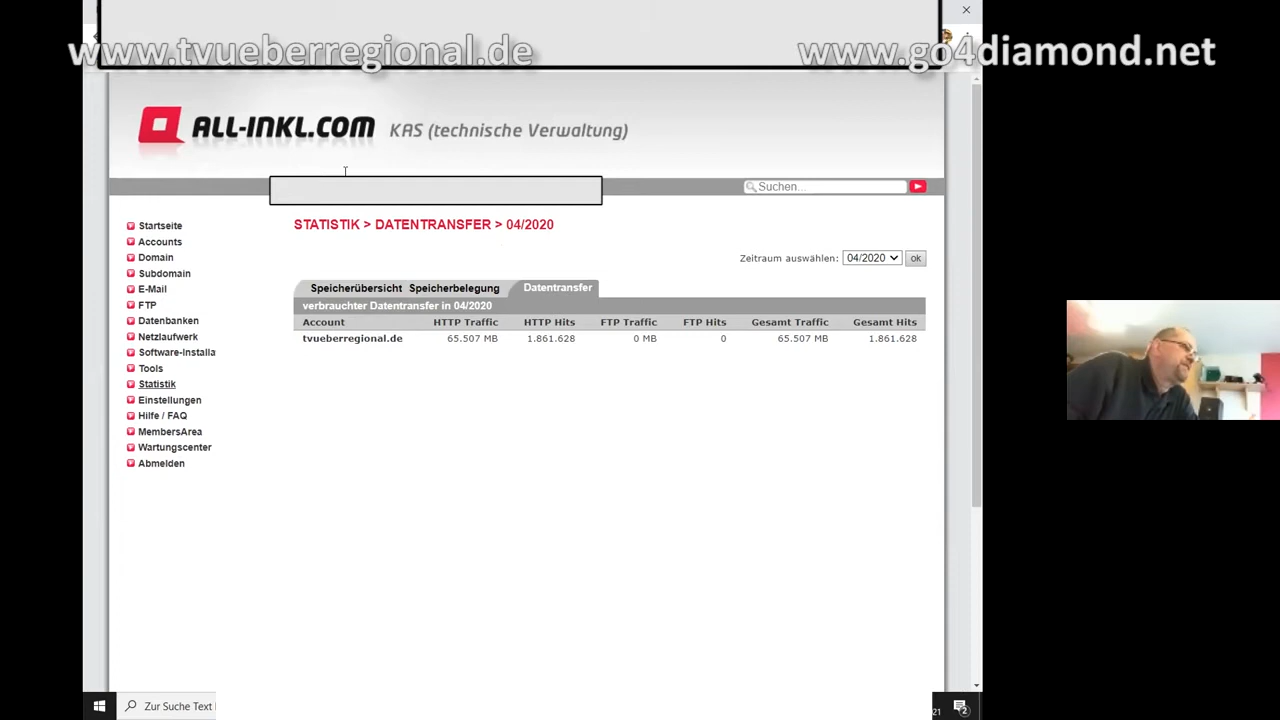 www.tvueberregional.de
www.go4diamond.net
ALL-INKL.COM KAS (technische Verwaltung)
Suchen...
Startseite
Accounts
Domain
Subdomain
E-Mail
FTP
Datenbanken
Netzlaufwerk
Software-Installa
Tools
Statistik
Einstellungen
Hilfe / FAQ
MembersArea
Wartungscenter
Abmelden
STATISTIK > DATENTRANSFER > 04/2020
Zeitraum auswählen: 04/2020 ok
Speicherübersicht Speicherbelegung Datentransfer
verbrauchter Datentransfer in 04/2020
Account HTTP Traffic HTTP Hits FTP Traffic FTP Hits Gesamt Traffic Gesamt Hits
tvueberregional.de 65.507 MB 1.861.628 0 MB 0 65.507 MB 1.861.628
Zur Suche Text
21
2